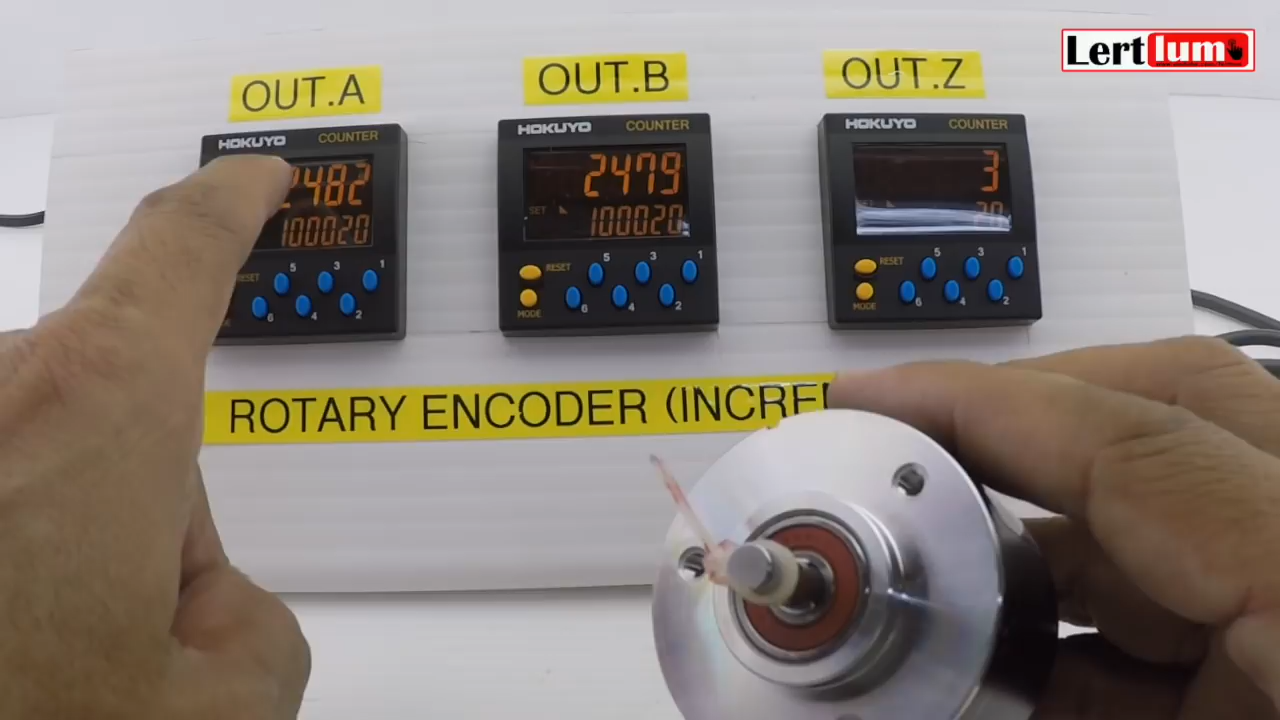 Lertlum
OUT.A
OUT.B
OUT.Z
HOKUYO COUNTER
2482
100020
RESET
5 3 1
6 4 2
HOKUYO COUNTER
2479
SET 100020
RESET 5 3 1
MODE 6 4 2
HOKUYO COUNTER
3
SET 20
RESET 5 3 1
MODE 6 4 2
ROTARY ENCODER (INCRE